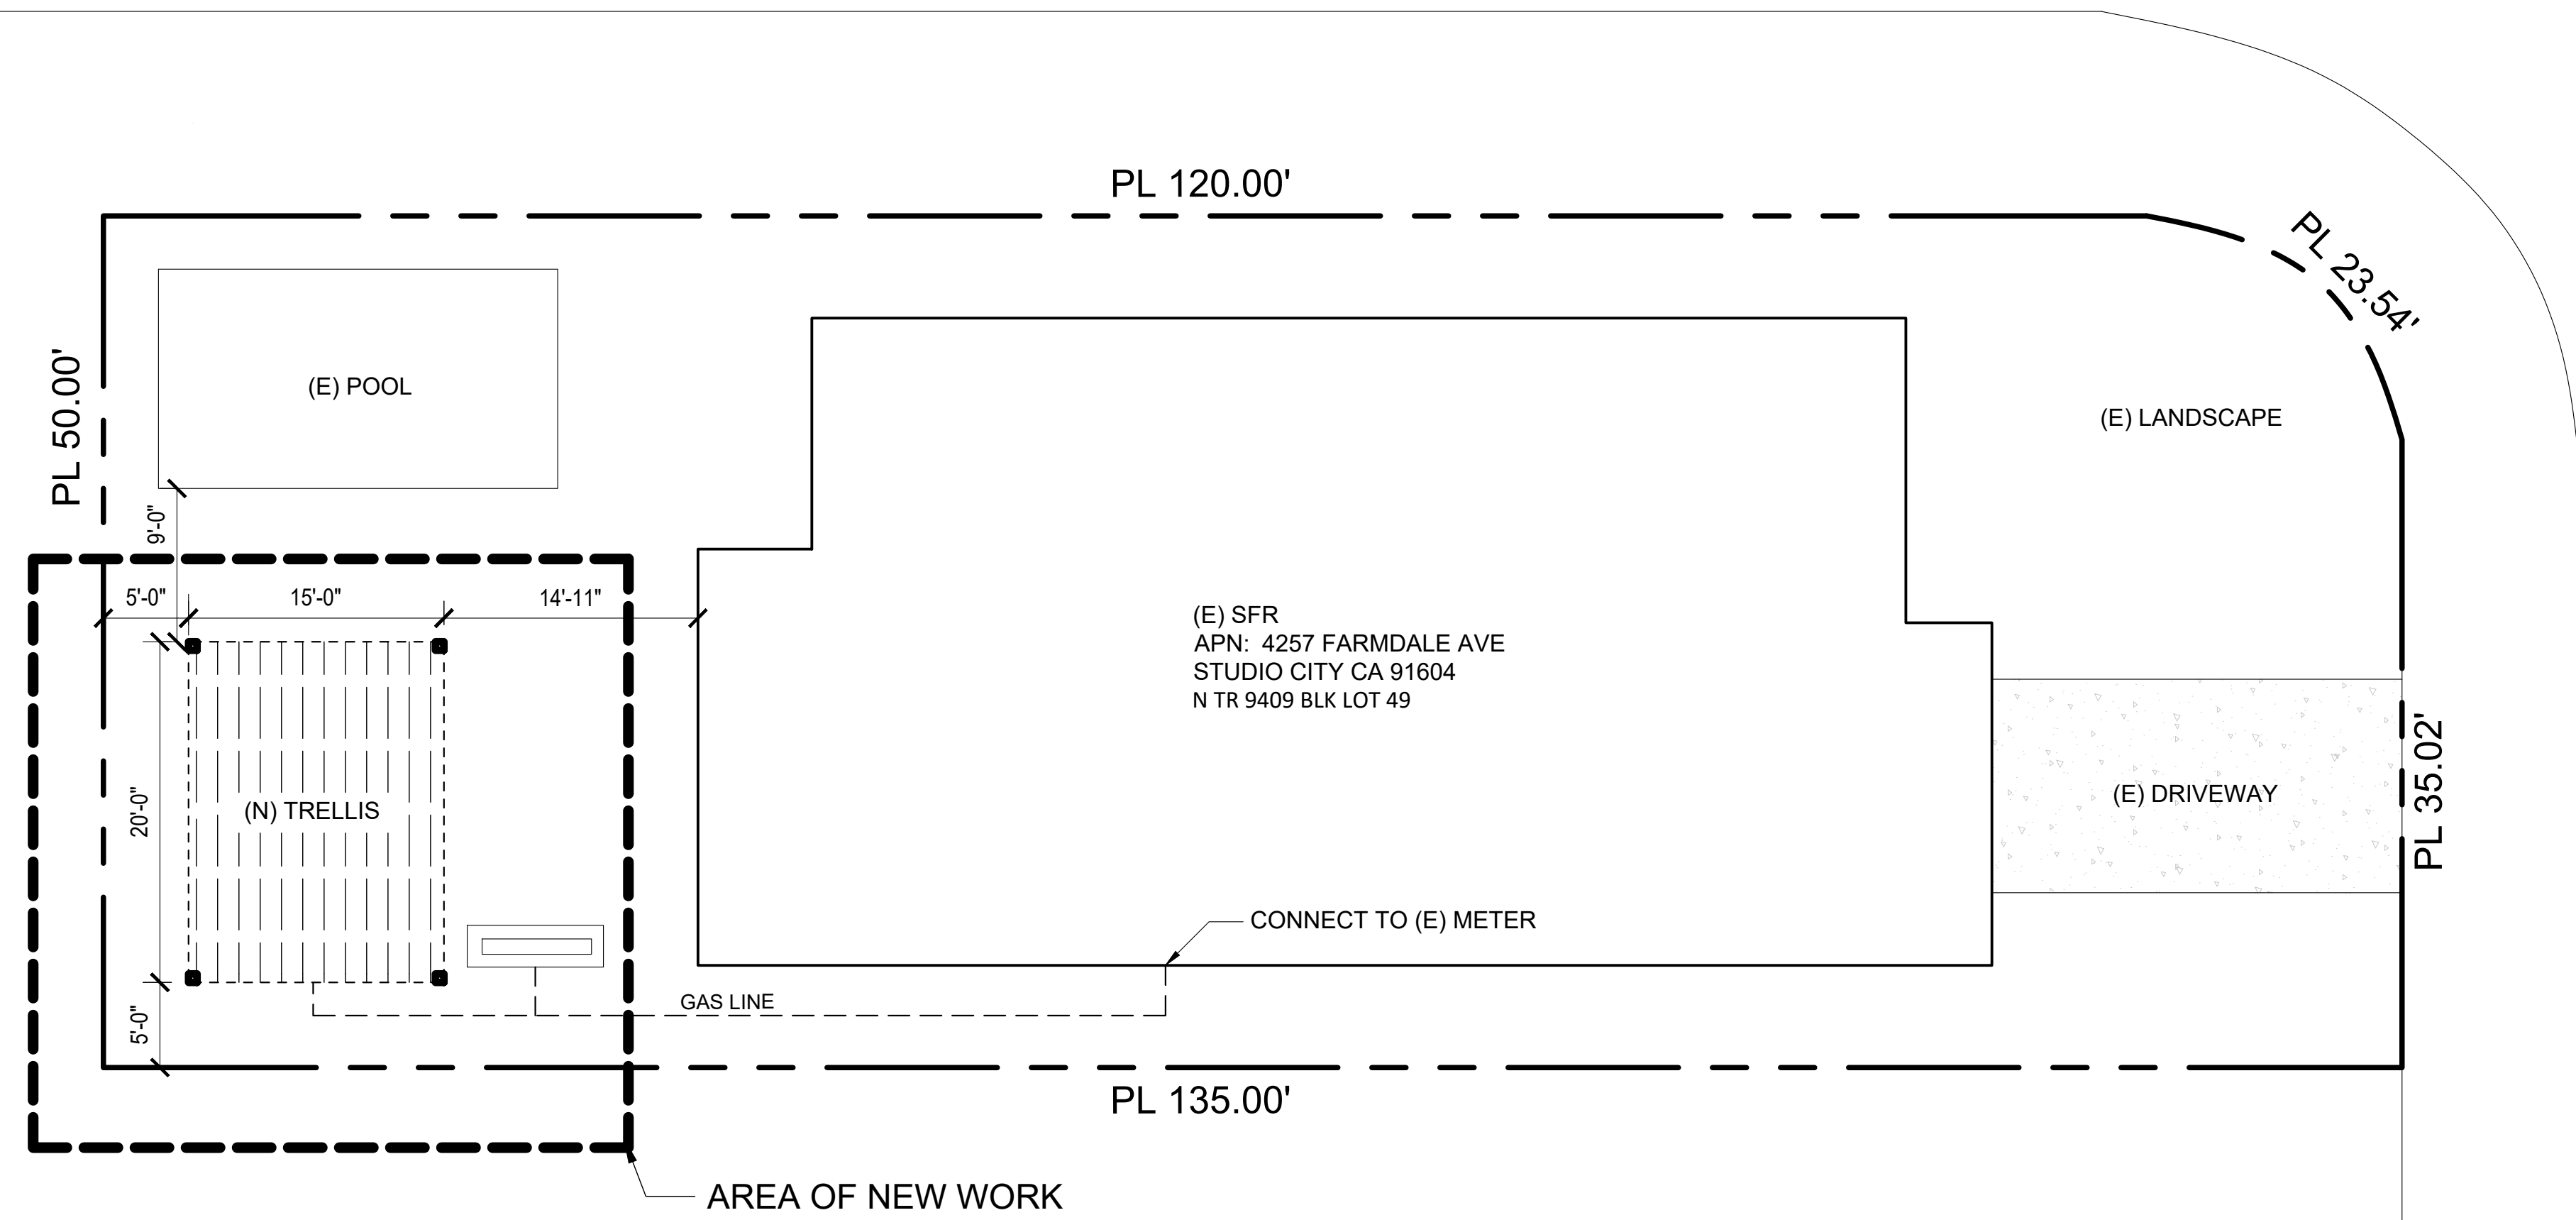 PL 120.00'
PL 23.54'
PL 50.00'
(E) POOL
(E) LANDSCAPE
9'-0"
5'-0"
15'-0"
14'-11"
(E) SFR
APN:  4257 FARMDALE AVE
STUDIO CITY CA 91604
N TR 9409 BLK LOT 49
(N) TRELLIS
20'-0"
(E) DRIVEWAY
PL 35.02'
CONNECT TO (E) METER
GAS LINE
5'-0"
PL 135.00'
AREA OF NEW WORK